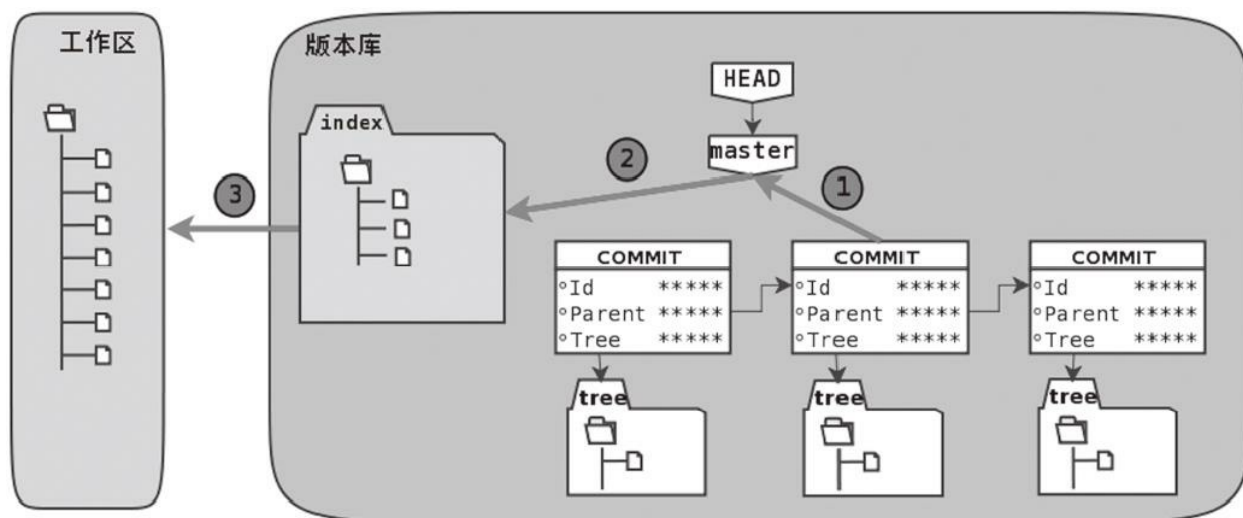 工作区
版本库
HEAD
index
master
2
1
3
COMMIT
Id *****
Parent *****
Tree *****
COMMIT
Id *****
Parent *****
Tree *****
COMMIT
Id *****
Parent *****
Tree *****
tree
tree
tree